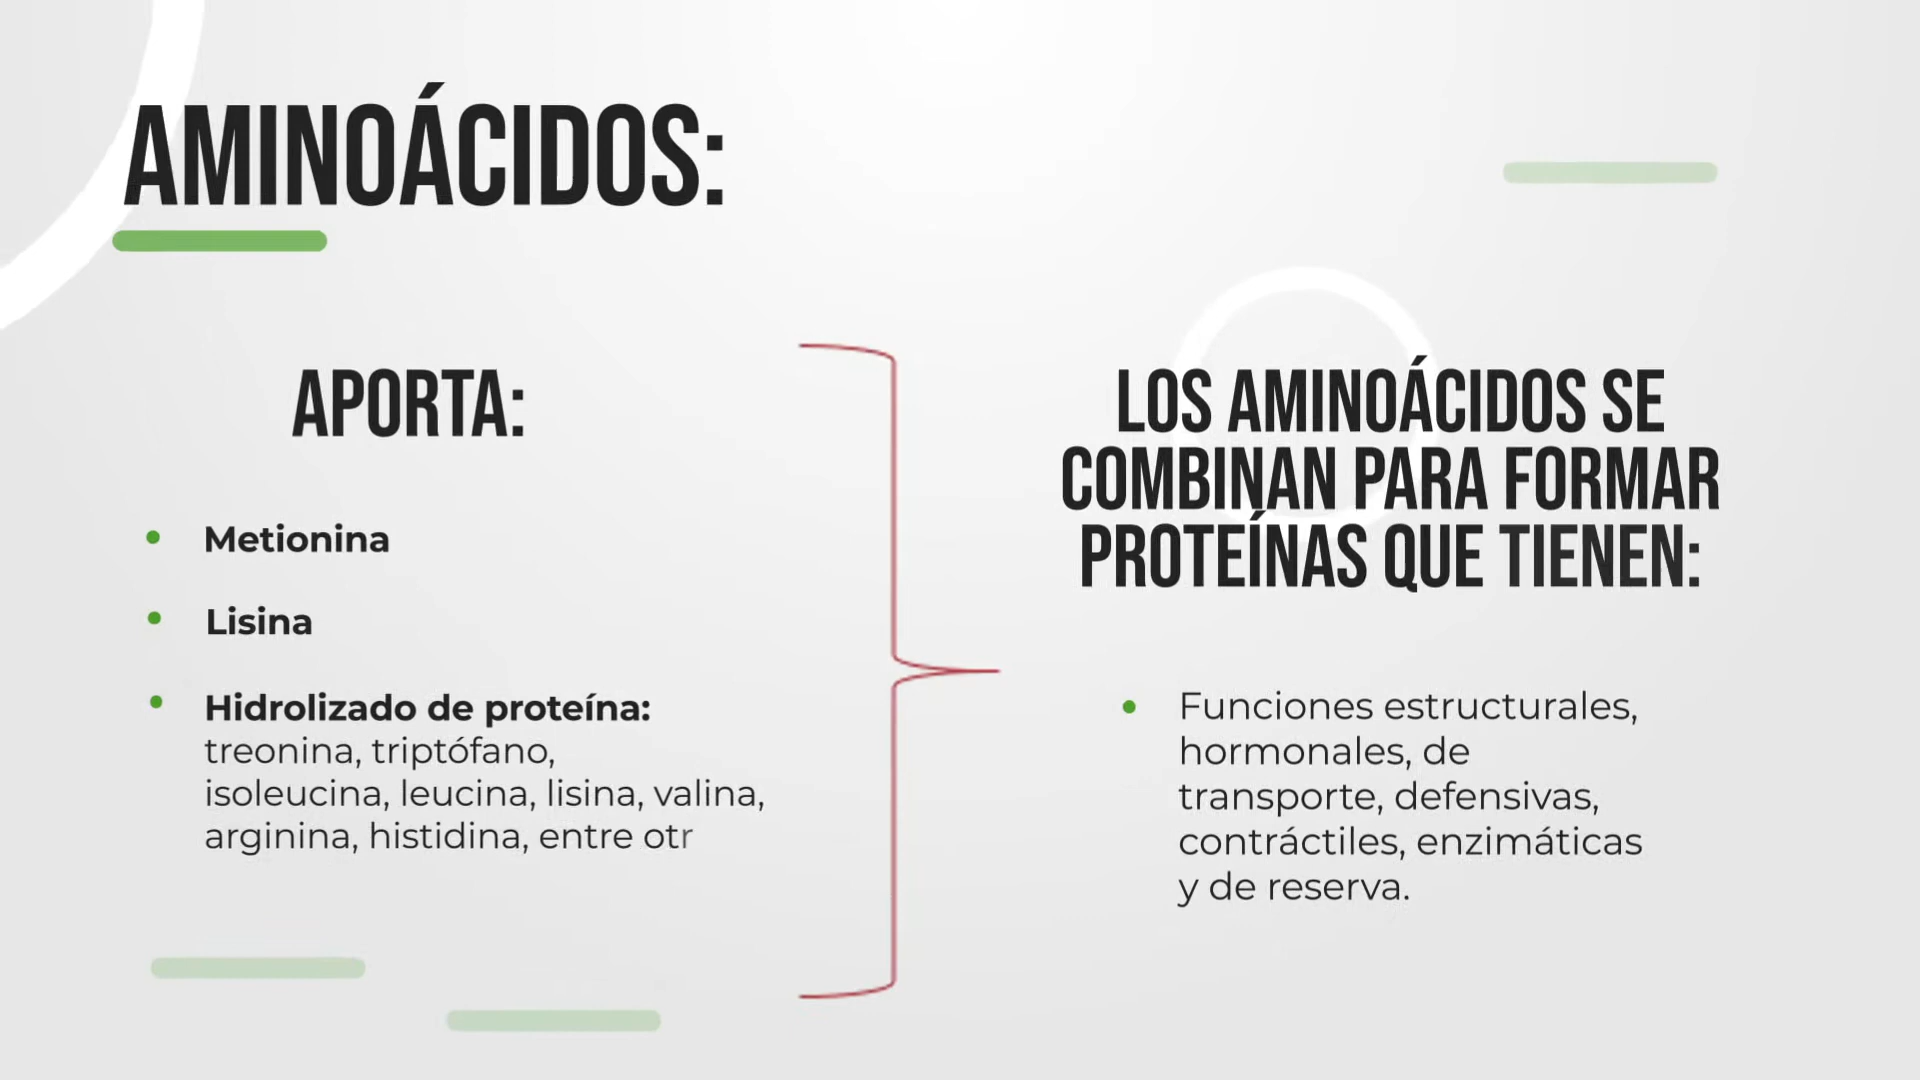 AMINOÁCIDOS:
APORTA:
Metionina
Lisina
Hidrolizado de proteína:
treonina, triptófano,
isoleucina, leucina, lisina, valina,
arginina, histidina, entre otr
LOS AMINOÁCIDOS SE
COMBINAN PARA FORMAR
PROTEÍNAS QUE TIENEN:
Funciones estructurales,
hormonales, de
transporte, defensivas,
contráctiles, enzimáticas
y de reserva.